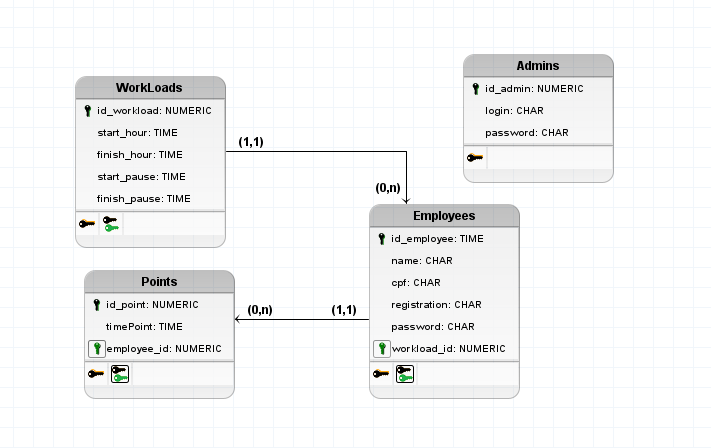 WorkLoads
id_workload: NUMERIC
start_hour: TIME
finish_hour: TIME
start_pause: TIME
finish_pause: TIME
(1,1)
(0,n)
Admins
id_admin: NUMERIC
login: CHAR
password: CHAR
Employees
id_employee: TIME
name: CHAR
cpf: CHAR
registration: CHAR
password: CHAR
workload_id: NUMERIC
Points
id_point: NUMERIC
timePoint: TIME
employee_id: NUMERIC
(0,n)
(1,1)